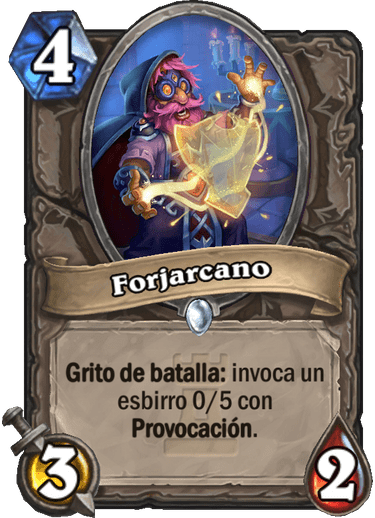 4
Forjarcano
Grito de batalla: invoca un
esbirro 0/5 con
Provocación.
3
2